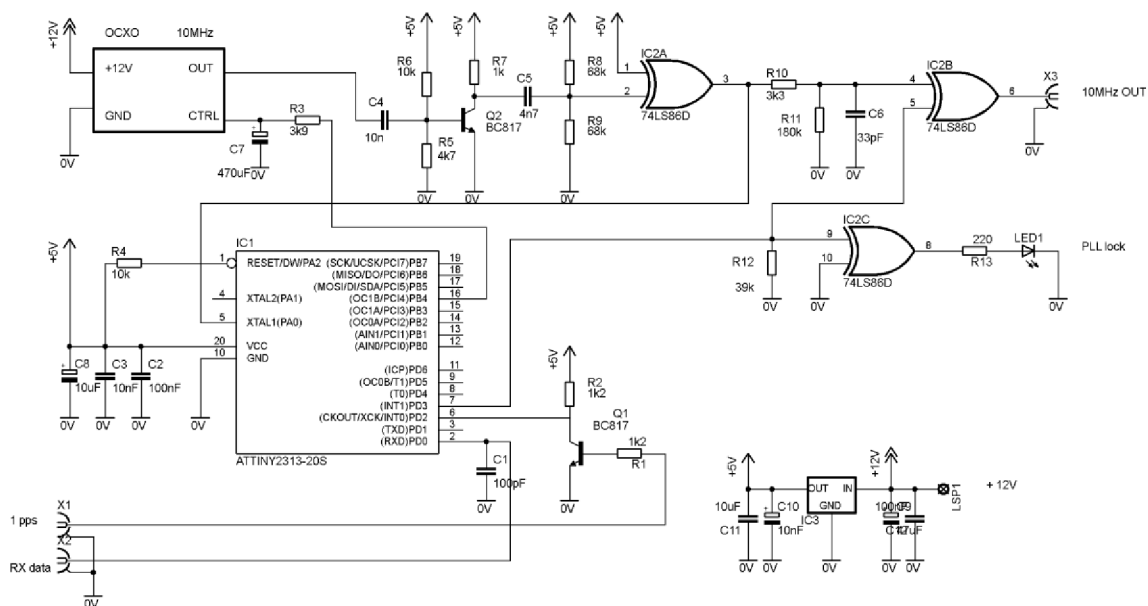 +12V
OCXO 10MHz
+12V OUT
GND CTRL
0V
R3
3k9
C7
470uF
0V
C4
10n
+5V
R6
10k
R5
4k7
0V
+5V
R7
1k
Q2
BC817
0V
C5
4n7
+5V
R8
68k
R9
68k
0V
+5V
IC2A
1
2
3
74LS86D
R10
3k3
R11
180k
0V
C6
33pF
0V
IC2B
4
5
6
74LS86D
X3
10MHz OUT
0V
IC2C
9
10
8
74LS86D
0V
R12
39k
0V
220
R13
LED1
PLL lock
0V
+5V
R4
10k
C8
10uF
0V
C3
10nF
0V
C2
100nF
0V
0V
IC1
1 RESET/DW/PA2 (SCK/UCSK/PCI7)PB7 19
(MISO/DO/PCI6)PB6 18
(MOSI/DI/SDA/PCI5)PB5 17
4 XTAL2(PA1) (OC1B/PCI4)PB4 16
(OC1A/PCI3)PB3 15
5 XTAL1(PA0) (OC0A/PCI2)PB2 14
(AIN1/PCI1)PB1 13
20 VCC (AIN0/PCI0)PB0 12
10 GND
(ICP)PD6 11
(OC0B/T1)PD5 9
(T0)PD4 8
(INT1)PD3 7
(CKOUT/XCK/INT0)PD2 6
(TXD)PD1 3
(RXD)PD0 2
ATTINY2313-20S
C1
100pF
0V
+5V
R2
1k2
Q1
BC817
0V
1k2
R1
+5V
10uF
C11
0V
C10
10nF
0V
OUT IN
GND
IC3
0V
+12V
100nF
0V
47uF
0V
LSP1
+ 12V
X1
1 pps
X2
RX data
0V